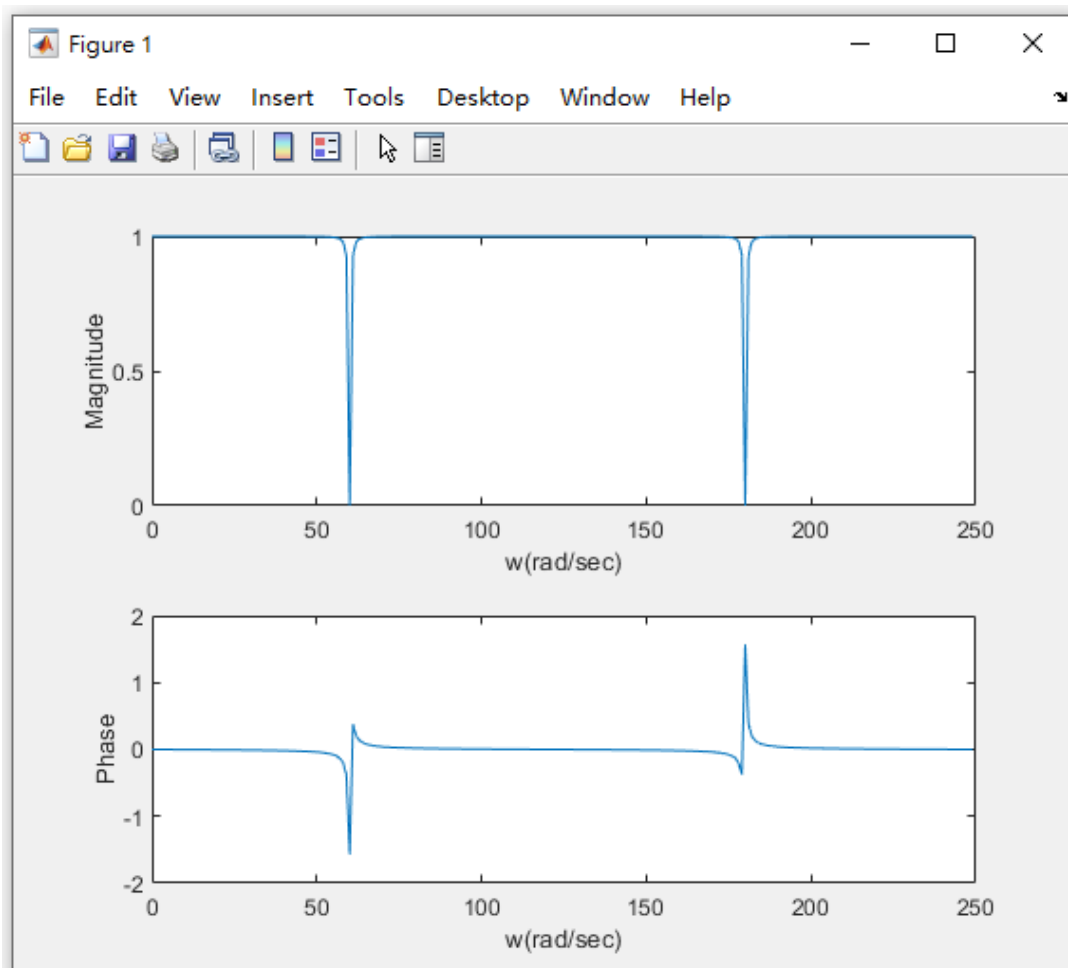 Figure 1
File Edit View Insert Tools Desktop Window Help
1
0.5
0
Magnitude
0 50 100 150 200 250
w(rad/sec)
2
1
0
-1
-2
Phase
0 50 100 150 200 250
w(rad/sec)